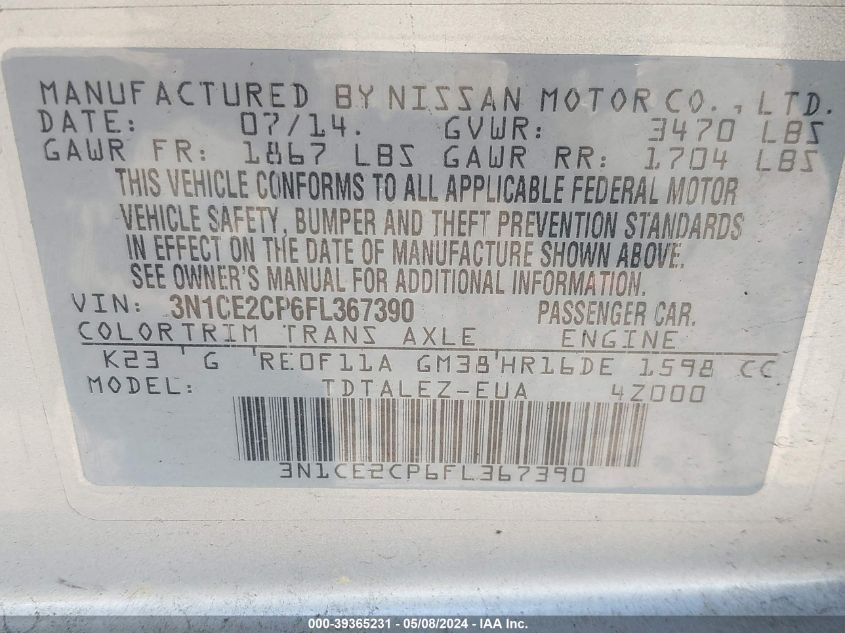 MANUFACTURED BY NISSAN MOTOR CO., LTD.
DATE: 07/14. GVWR: 3470 LBS
GAWR FR: 1867 LBS GAWR RR: 1704 LBS
THIS VEHICLE CONFORMS TO ALL APPLICABLE FEDERAL MOTOR
VEHICLE SAFETY, BUMPER AND THEFT PREVENTION STANDARDS
IN EFFECT ON THE DATE OF MANUFACTURE SHOWN ABOVE.
SEE OWNER'S MANUAL FOR ADDITIONAL INFORMATION.
VIN: 3N1CE2CP6FL367390 PASSENGER CAR.
COLORTRIM TRANS AXLE ENGINE
K23 ' G 'RE0F11A GM38'HR16DE 1598 CC
MODEL: TDTALEZ-EUA 4Z000
3N1CE2CP6FL367390
000-39365231 - 05/08/2024 - IAA Inc.